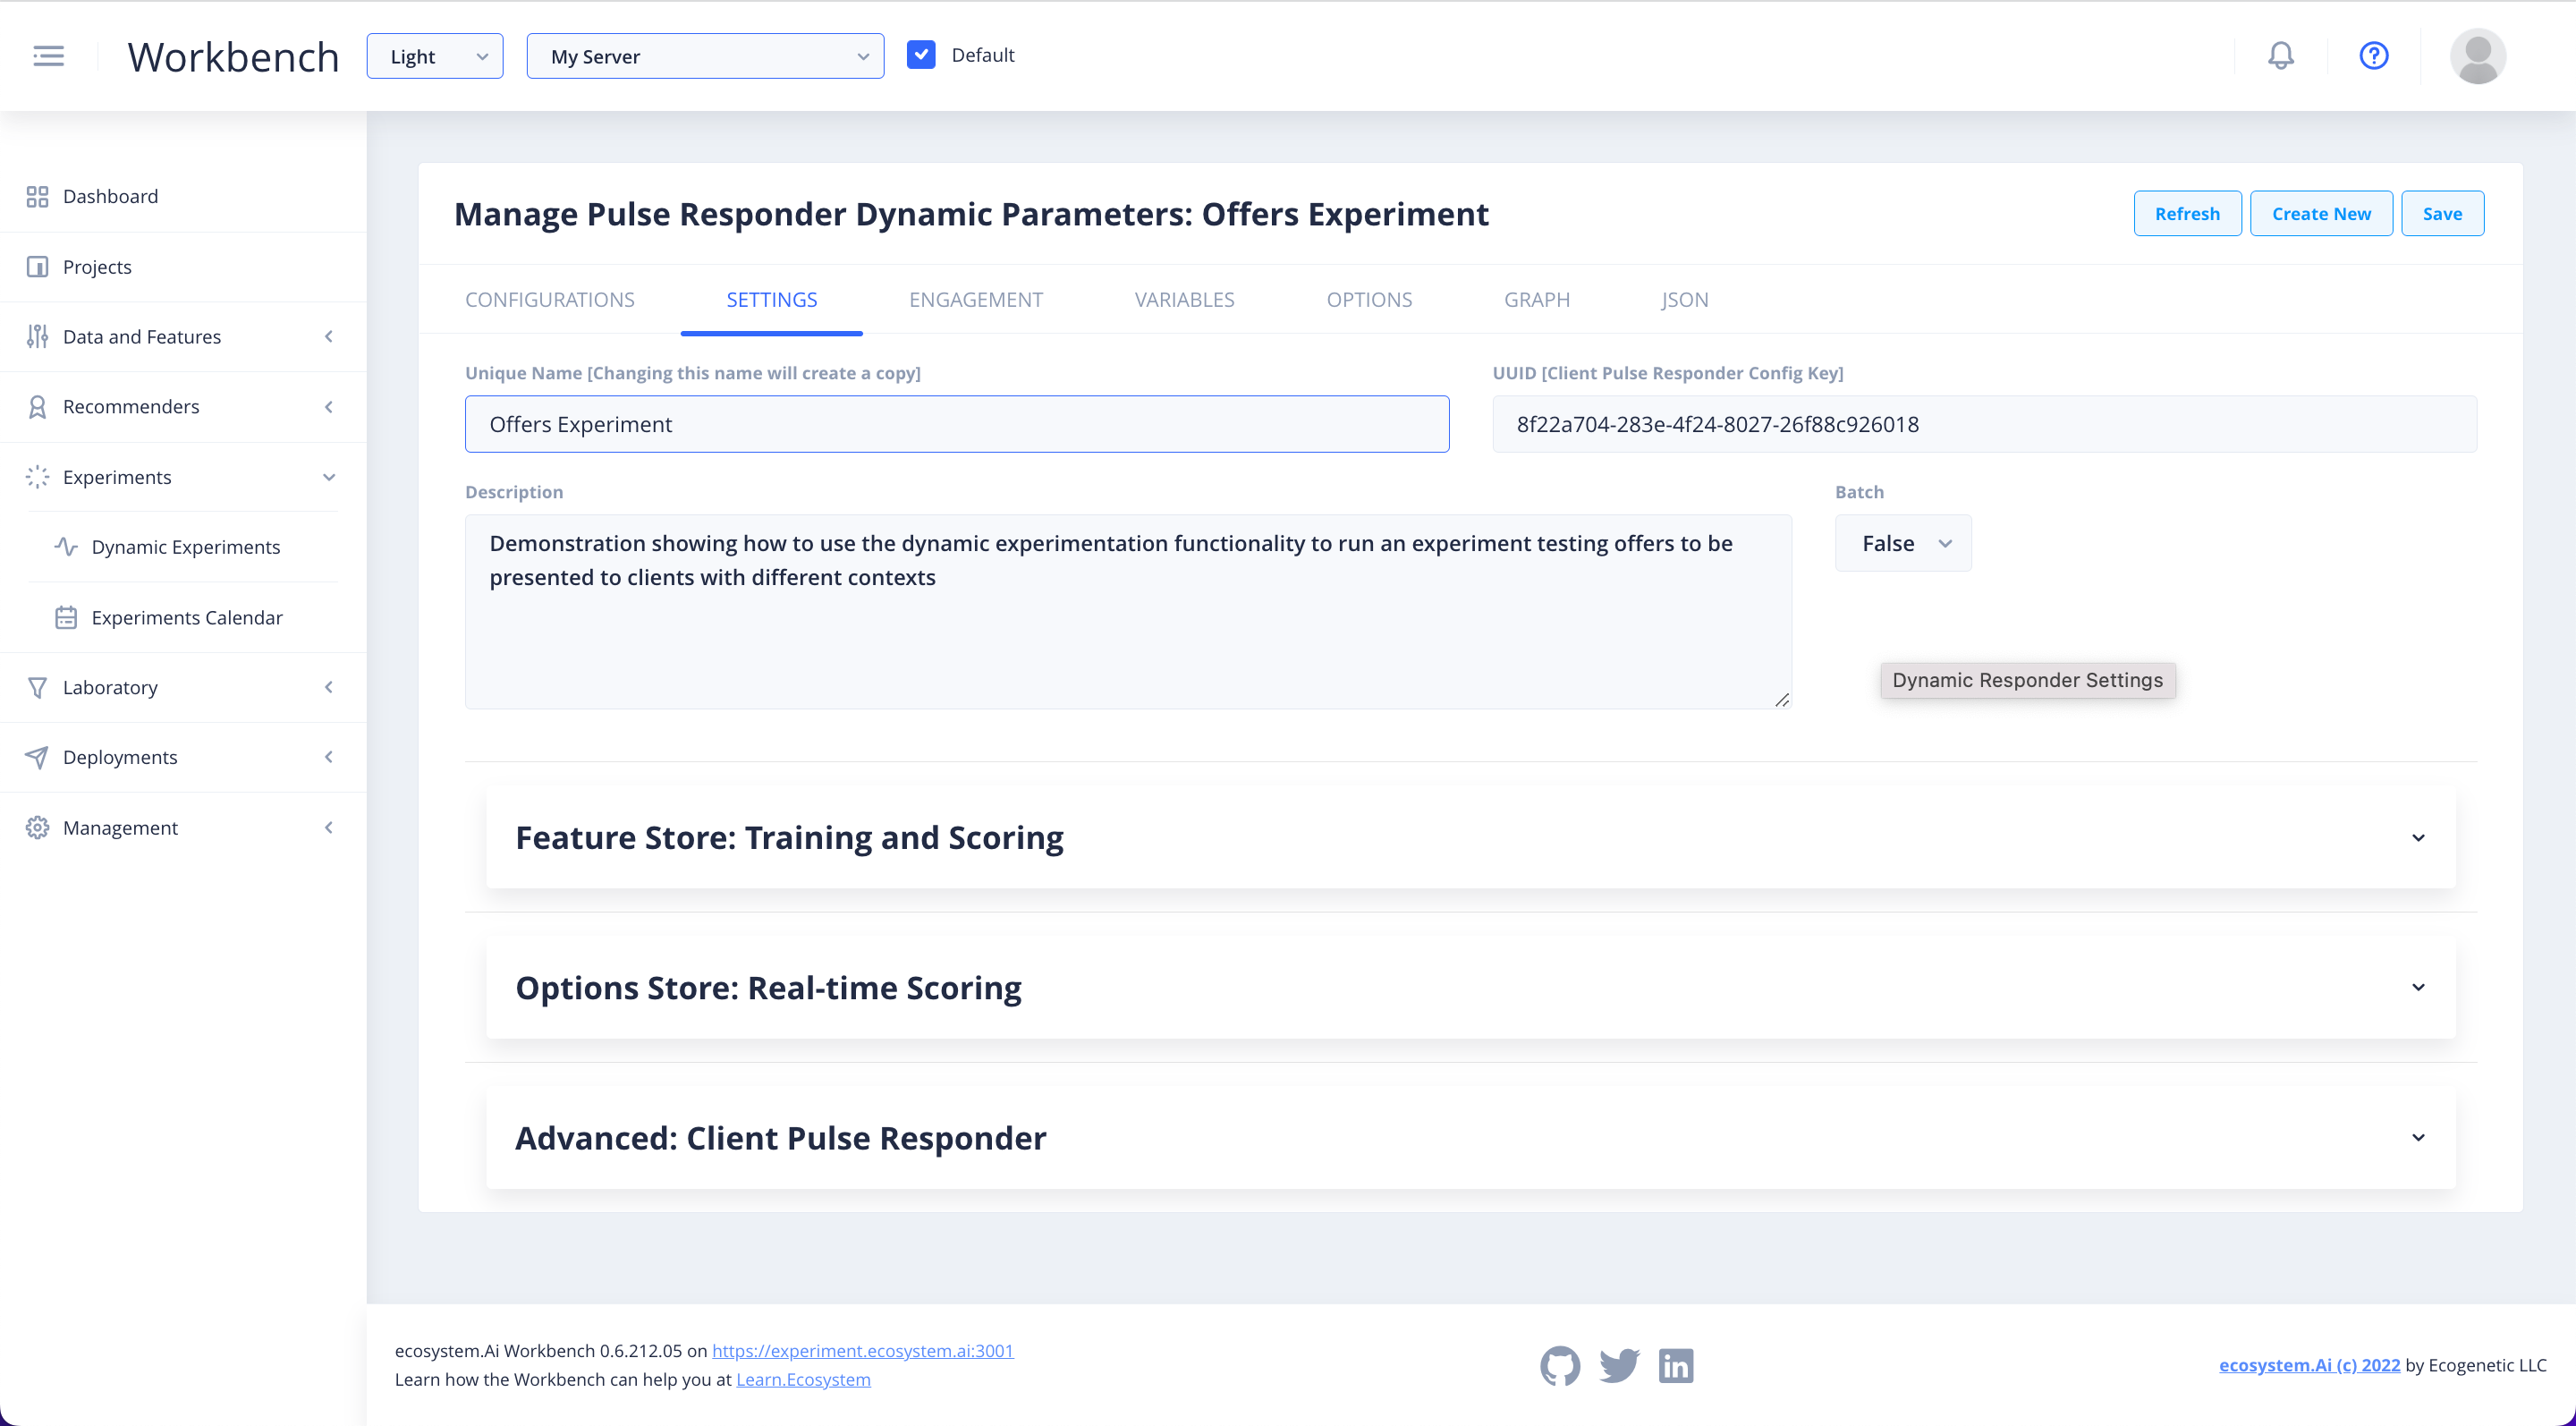 Workbench
Light
My Server
Default
Dashboard
Projects
Data and Features
Recommenders
Experiments
Dynamic Experiments
Experiments Calendar
Laboratory
Deployments
Management
Manage Pulse Responder Dynamic Parameters: Offers Experiment
Refresh
Create New
Save
CONFIGURATIONS
SETTINGS
ENGAGEMENT
VARIABLES
OPTIONS
GRAPH
JSON
Unique Name [Changing this name will create a copy]
Offers Experiment
UUID [Client Pulse Responder Config Key]
8f22a704-283e-4f24-8027-26f88c926018
Description
Demonstration showing how to use the dynamic experimentation functionality to run an experiment testing offers to be
presented to clients with different contexts
Batch
False
Dynamic Responder Settings
Feature Store: Training and Scoring
Options Store: Real-time Scoring
Advanced: Client Pulse Responder
ecosystem.Ai Workbench 0.6.212.05 on https://experiment.ecosystem.ai:3001
Learn how the Workbench can help you at Learn.Ecosystem
ecosystem.Ai (c) 2022 by Ecogenetic LLC